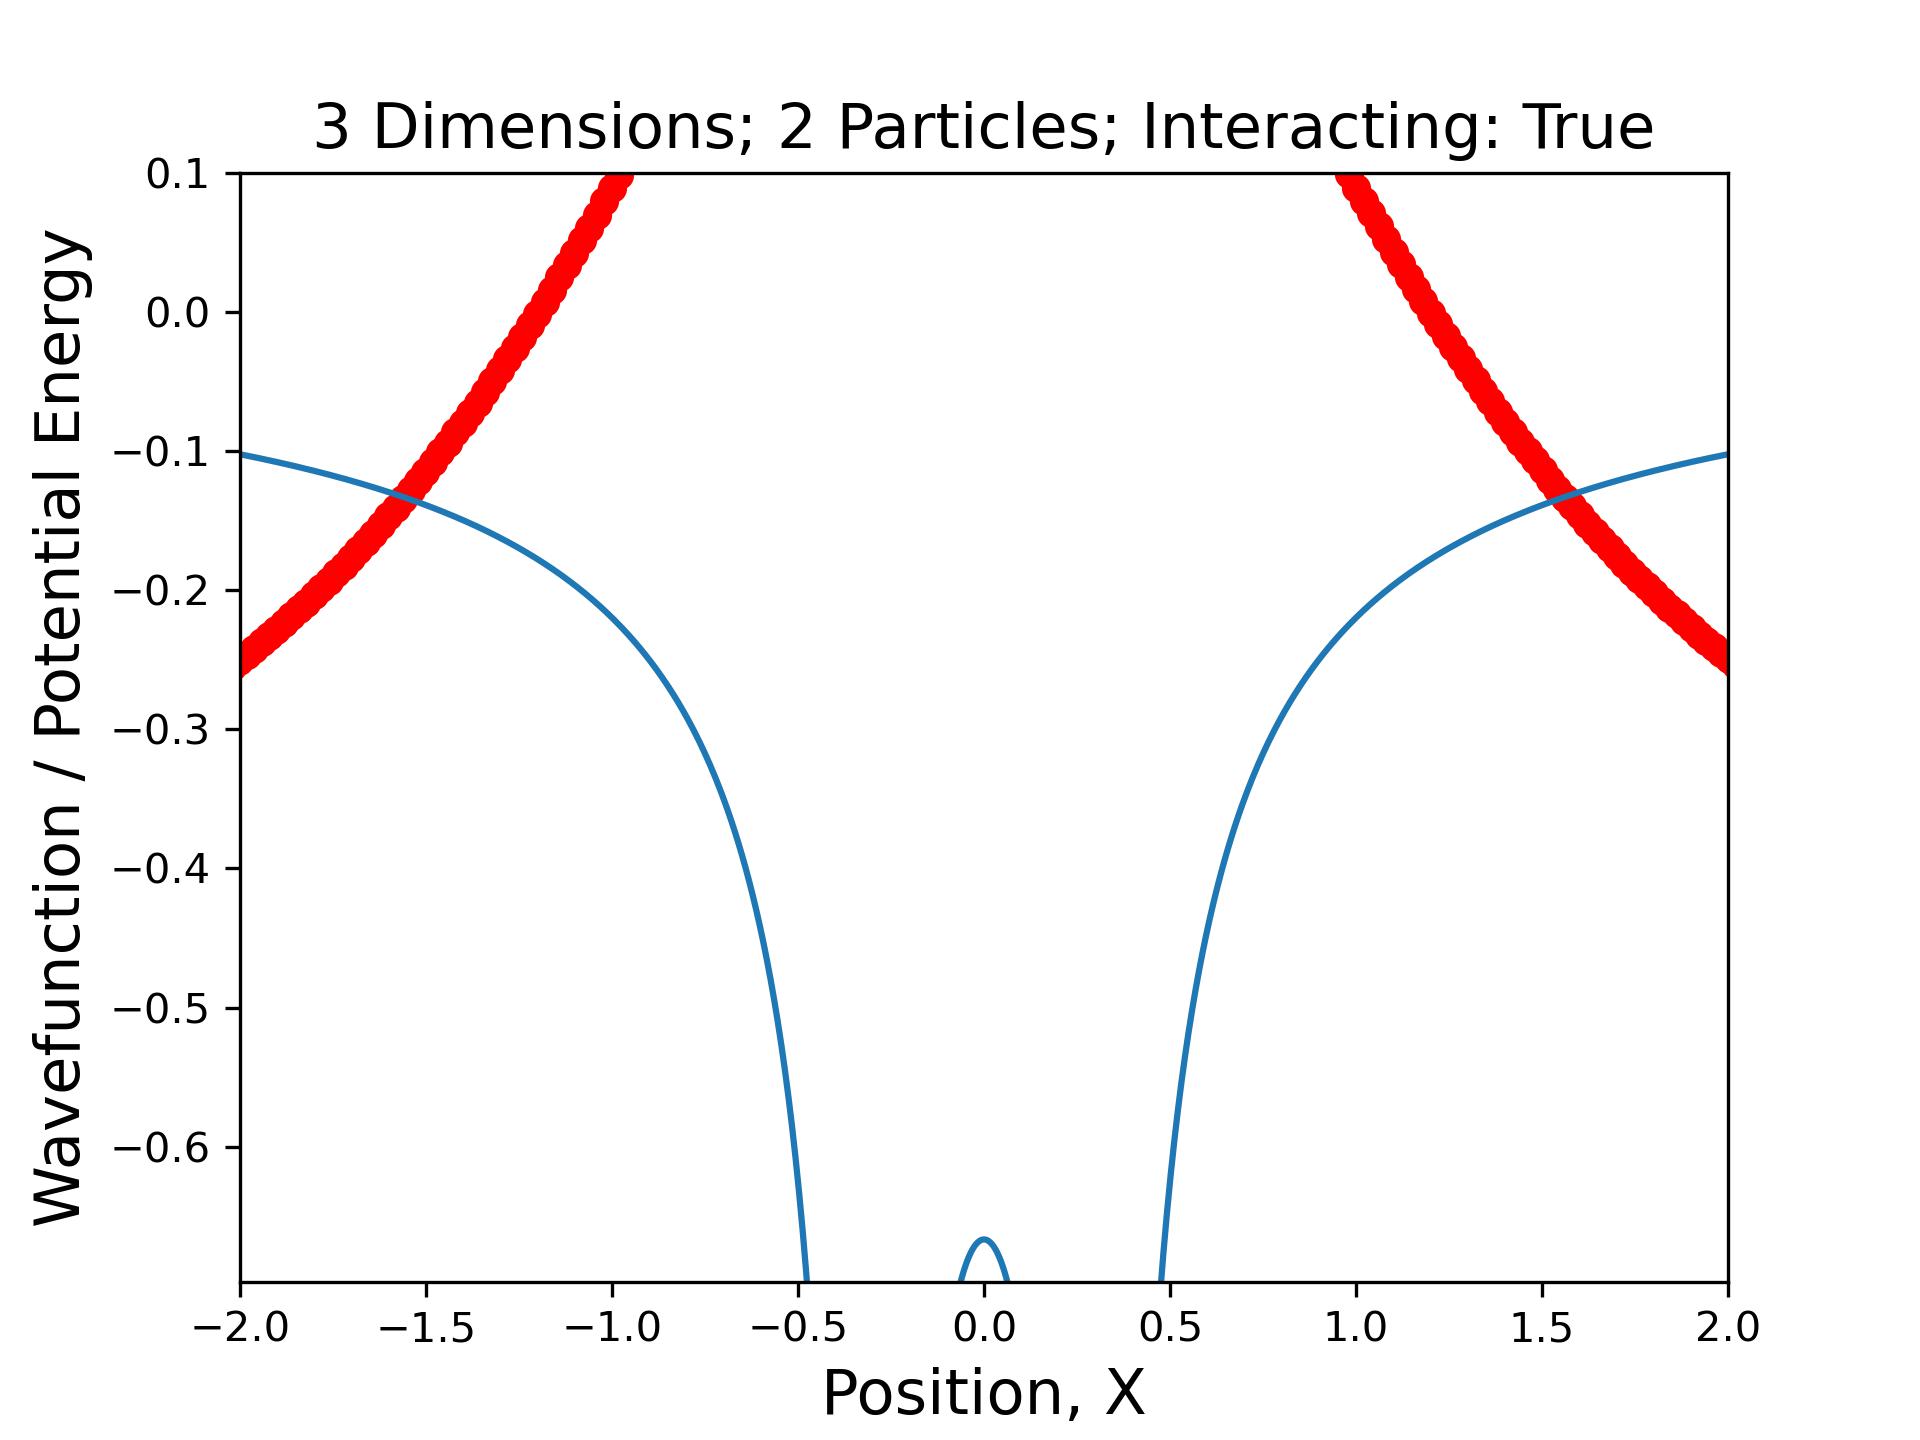 3 Dimensions; 2 Particles; Interacting: True
Wavefunction / Potential Energy
0.1
0.0
−0.1
−0.2
−0.3
−0.4
−0.5
−0.6
−2.0 −1.5 −1.0 −0.5 0.0 0.5 1.0 1.5 2.0
Position, X